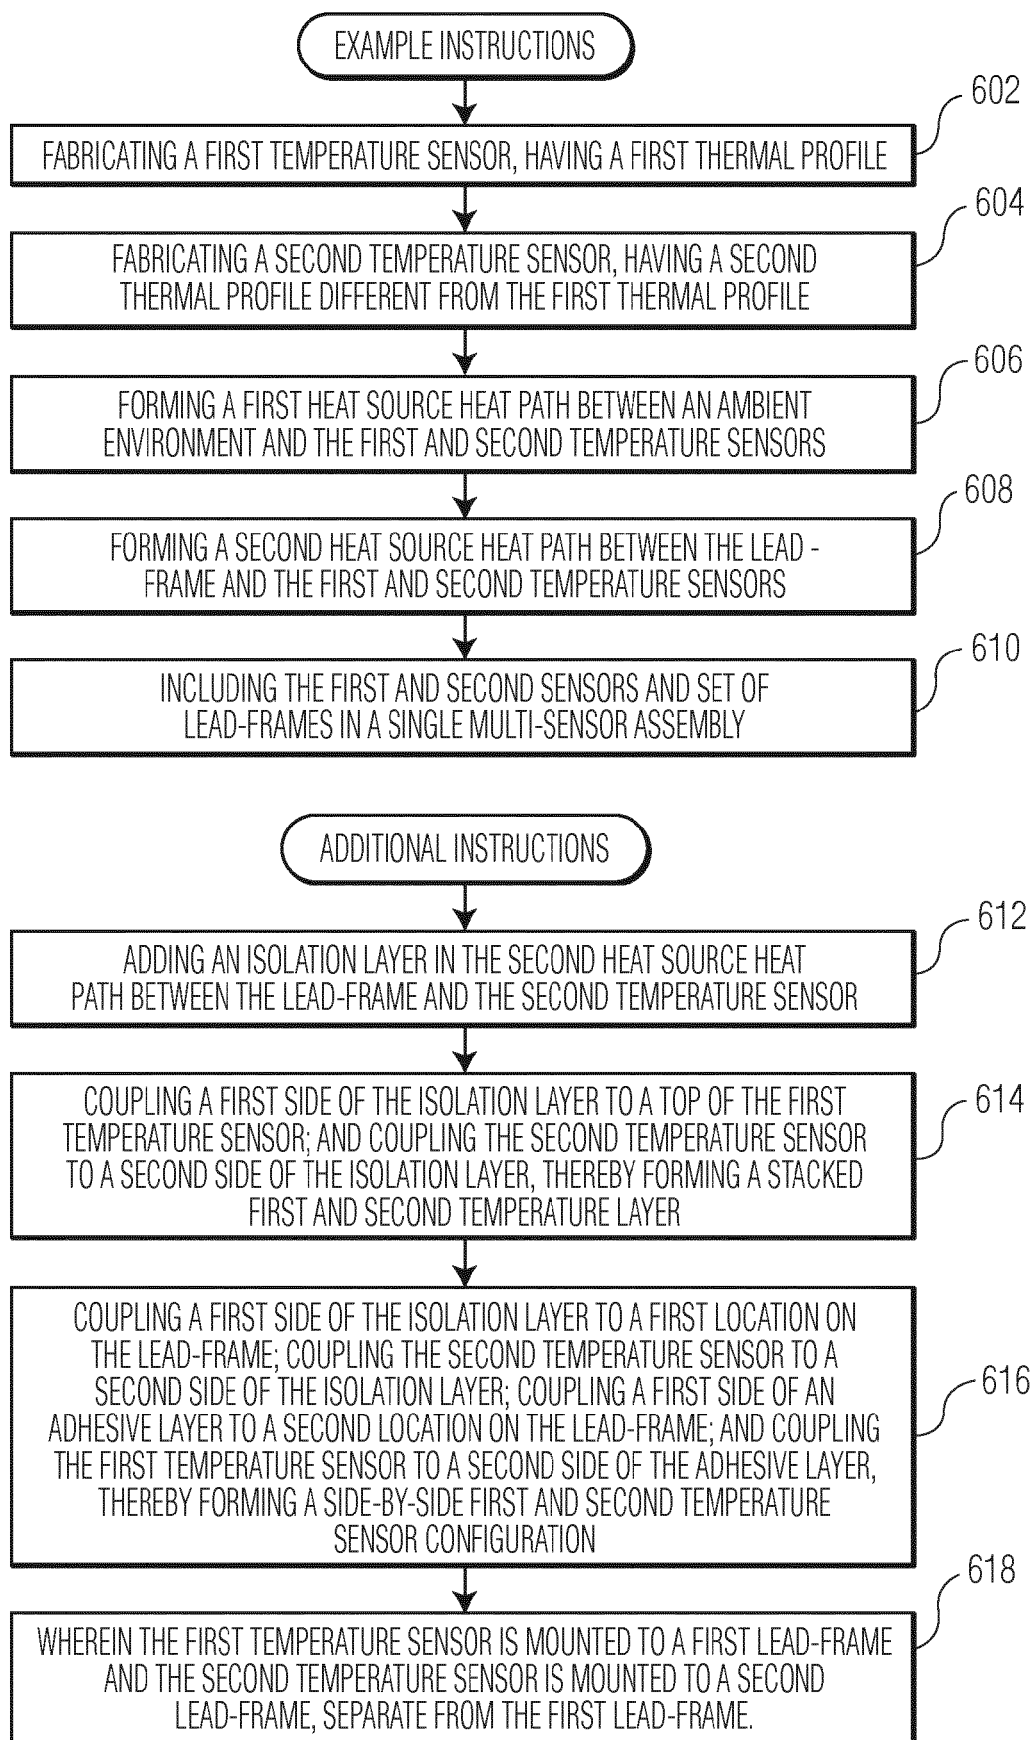 EXAMPLE INSTRUCTIONS
602
FABRICATING A FIRST TEMPERATURE SENSOR, HAVING A FIRST THERMAL PROFILE
604
FABRICATING A SECOND TEMPERATURE SENSOR, HAVING A SECOND
THERMAL PROFILE DIFFERENT FROM THE FIRST THERMAL PROFILE
606
FORMING A FIRST HEAT SOURCE HEAT PATH BETWEEN AN AMBIENT
ENVIRONMENT AND THE FIRST AND SECOND TEMPERATURE SENSORS
608
FORMING A SECOND HEAT SOURCE HEAT PATH BETWEEN THE LEAD -
FRAME AND THE FIRST AND SECOND TEMPERATURE SENSORS
610
INCLUDING THE FIRST AND SECOND SENSORS AND SET OF
LEAD-FRAMES IN A SINGLE MULTI-SENSOR ASSEMBLY
ADDITIONAL INSTRUCTIONS
612
ADDING AN ISOLATION LAYER IN THE SECOND HEAT SOURCE HEAT
PATH BETWEEN THE LEAD-FRAME AND THE SECOND TEMPERATURE SENSOR
614
COUPLING A FIRST SIDE OF THE ISOLATION LAYER TO A TOP OF THE FIRST
TEMPERATURE SENSOR; AND COUPLING THE SECOND TEMPERATURE SENSOR
TO A SECOND SIDE OF THE ISOLATION LAYER, THEREBY FORMING A STACKED
FIRST AND SECOND TEMPERATURE LAYER
616
COUPLING A FIRST SIDE OF THE ISOLATION LAYER TO A FIRST LOCATION ON
THE LEAD-FRAME; COUPLING THE SECOND TEMPERATURE SENSOR TO A
SECOND SIDE OF THE ISOLATION LAYER; COUPLING A FIRST SIDE OF AN
ADHESIVE LAYER TO A SECOND LOCATION ON THE LEAD-FRAME; AND COUPLING
THE FIRST TEMPERATURE SENSOR TO A SECOND SIDE OF THE ADHESIVE LAYER,
THEREBY FORMING A SIDE-BY-SIDE FIRST AND SECOND TEMPERATURE
SENSOR CONFIGURATION
618
WHEREIN THE FIRST TEMPERATURE SENSOR IS MOUNTED TO A FIRST LEAD-FRAME
AND THE SECOND TEMPERATURE SENSOR IS MOUNTED TO A SECOND
LEAD-FRAME, SEPARATE FROM THE FIRST LEAD-FRAME.